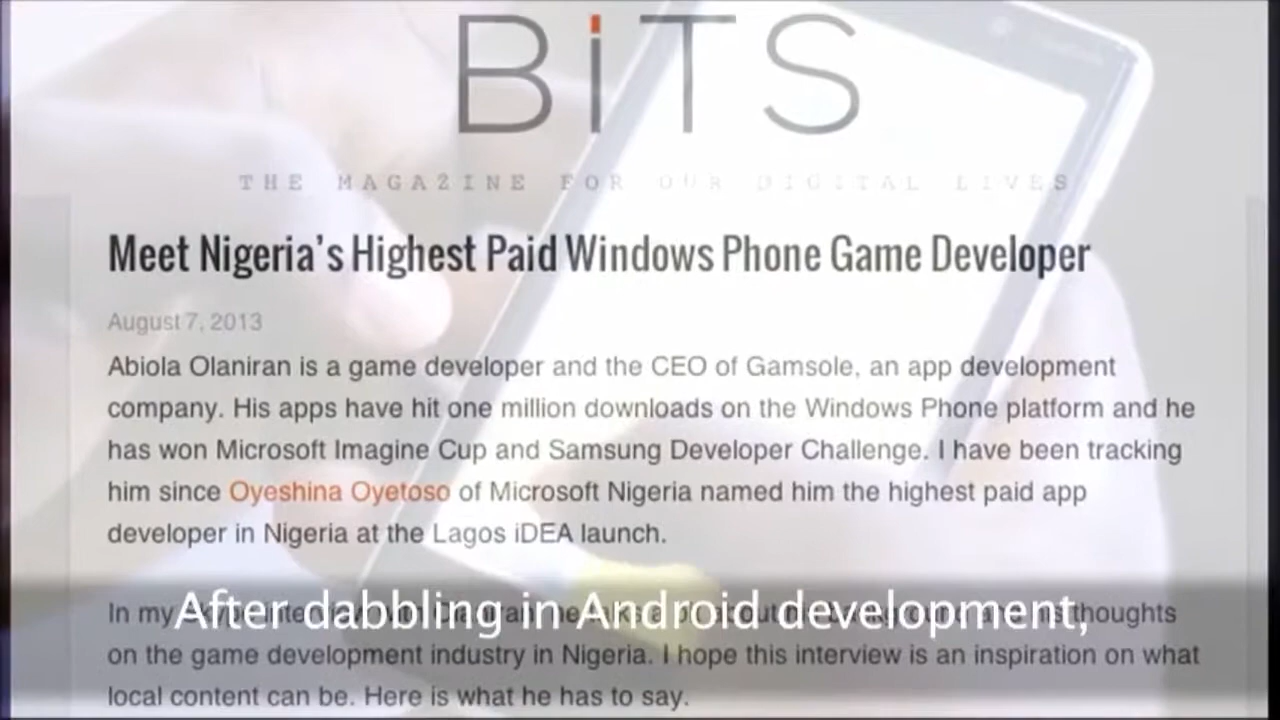 BiTS
THE MAGAZINE FOR OUR DIGITAL LIVES
Meet Nigeria's Highest Paid Windows Phone Game Developer
August 7, 2013
Abiola Olaniran is a game developer and the CEO of Gamsole, an app development
company. His apps have hit one million downloads on the Windows Phone platform and he
has won Microsoft Imagine Cup and Samsung Developer Challenge. I have been tracking
him since Oyeshina Oyetoso of Microsoft Nigeria named him the highest paid app
developer in Nigeria at the Lagos iDEA launch.
In my thoughts
After dabbling in Android development,
on the game development industry in Nigeria. I hope this interview is an inspiration on what
local content can be. Here is what he has to say.